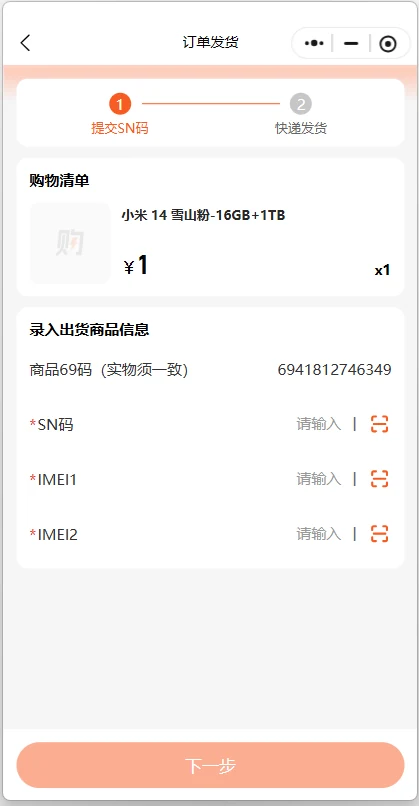 订单发货
1 2
提交SN码 快递发货
购物清单
购
小米 14 雪山粉-16GB+1TB
￥1
x1
录入出货商品信息
商品69码（实物须一致） 6941812746349
*SN码 请输入 |
*IMEI1 请输入 |
*IMEI2 请输入 |
下一步